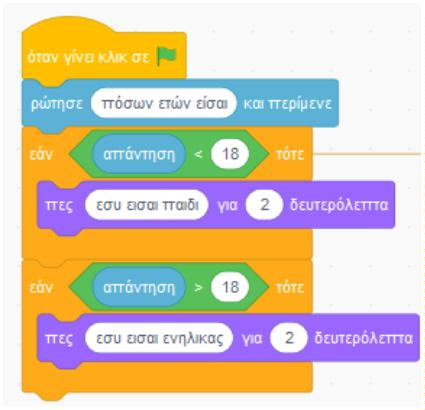 όταν γίνει κλικ σε
ρώτησε πόσων ετών είσαι και περίμενε
εάν απάντηση < 18 τότε
πες εσυ εισαι παιδι για 2 δευτερόλεπτα
εάν απάντηση > 18 τότε
πες εσυ εισαι ενηλικας για 2 δευτερόλεπτα